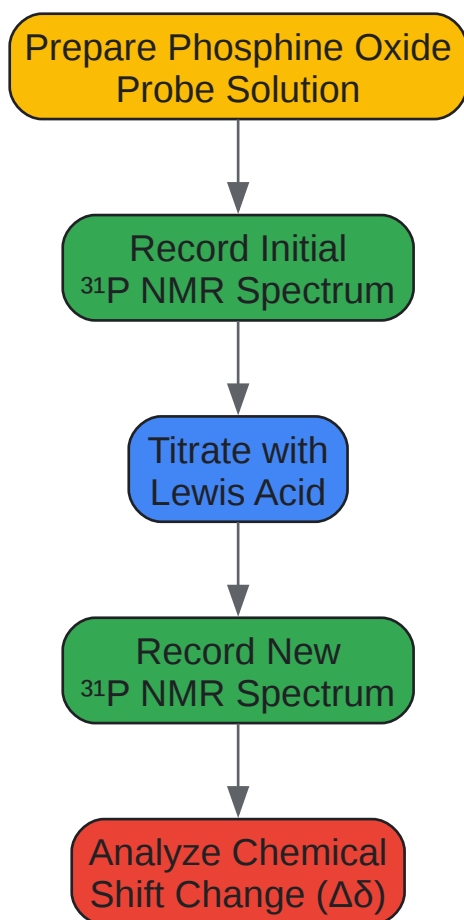 Prepare Phosphine Oxide
Probe Solution
Record Initial
³¹P NMR Spectrum
Titrate with
Lewis Acid
Record New
³¹P NMR Spectrum
Analyze Chemical
Shift Change (Δδ)